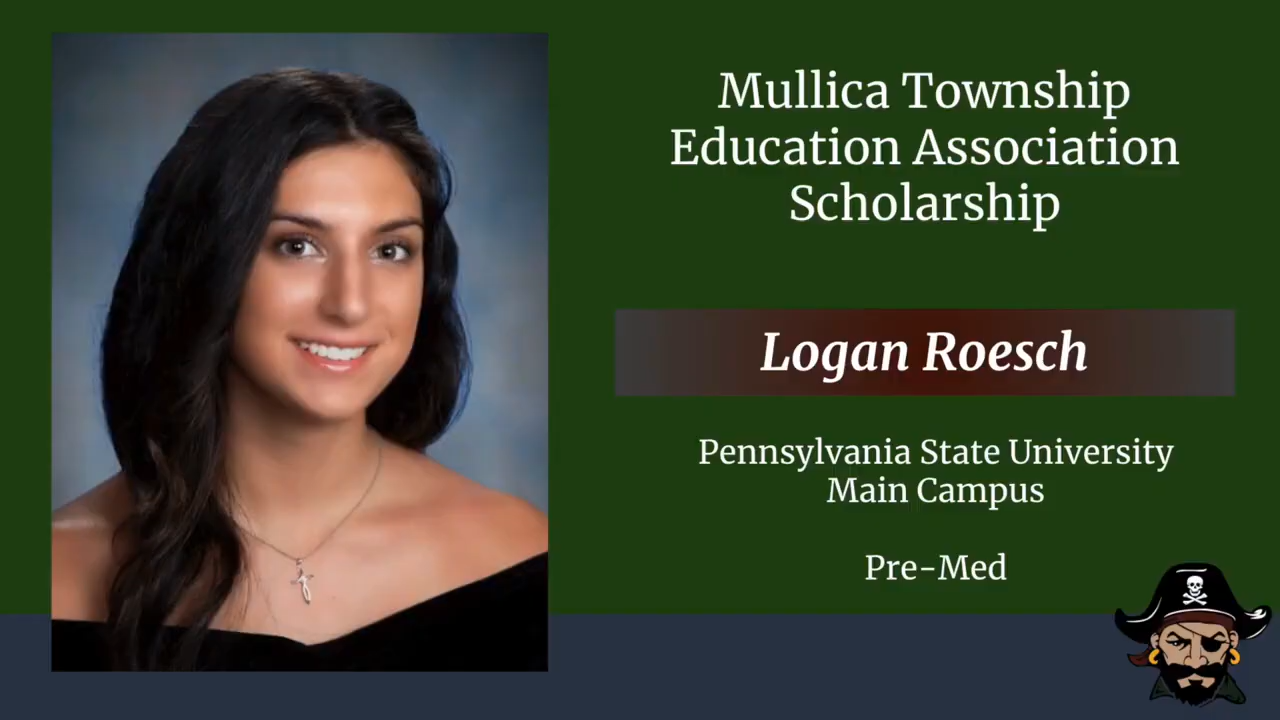 Mullica Township
Education Association
Scholarship
Logan Roesch
Pennsylvania State University
Main Campus
Pre-Med